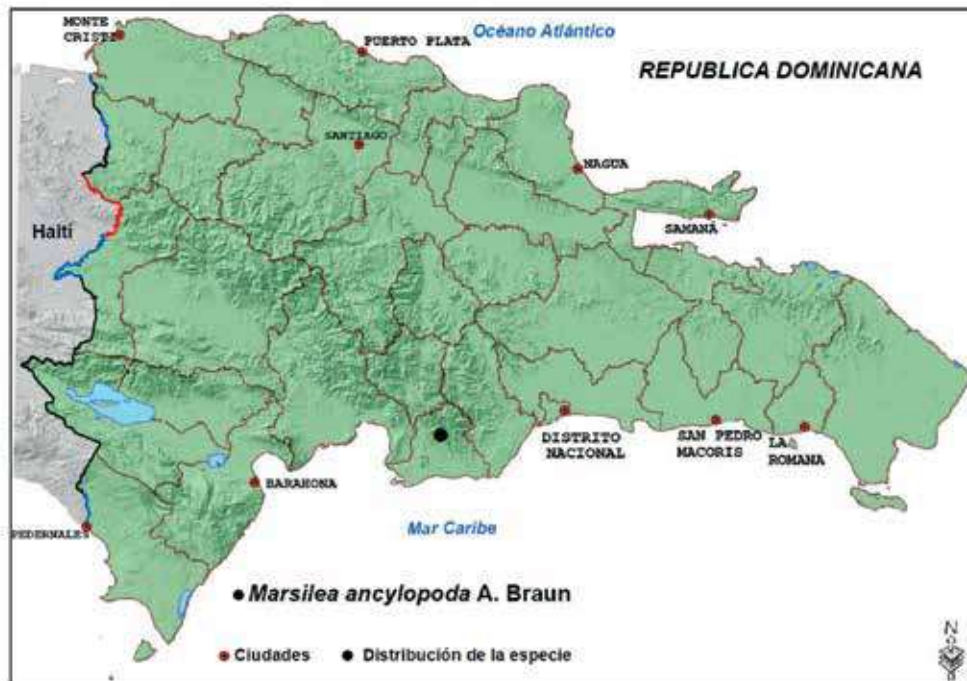 MONTE
CRISTI
PUERTO PLATA
Océano Atlántico
REPUBLICA DOMINICANA
SANTIAGO
NAGUA
SAMANÁ
Haití
DISTRITO
NACIONAL
SAN PEDRO
MACORIS
LA
ROMANA
BARAHONA
PEDERNALES
Mar Caribe
Marsilea ancylopoda A. Braun
Ciudades
Distribución de la especie
N